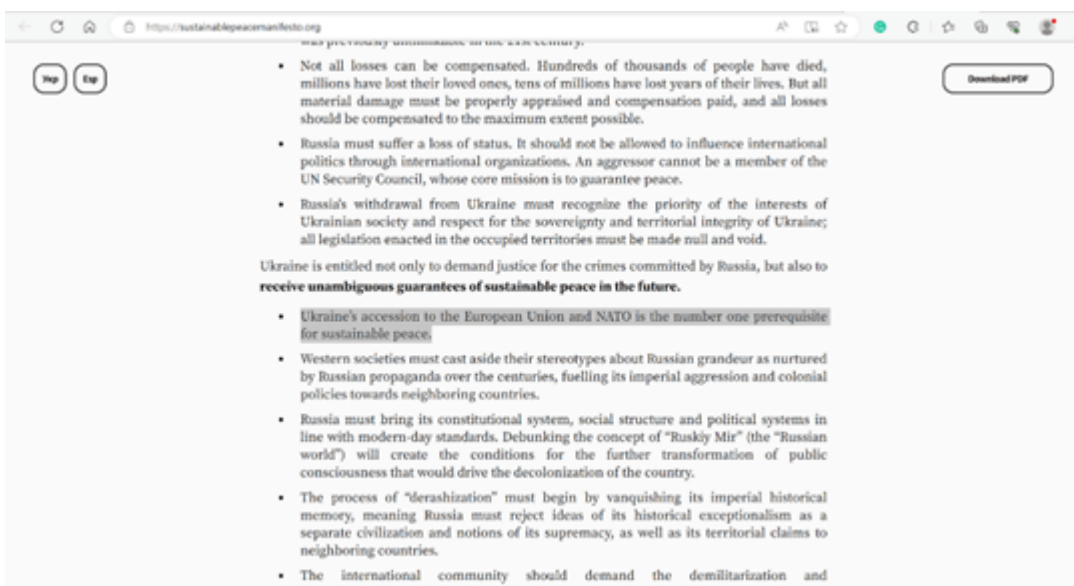 https://sustainablepeacemanifesto.org
was previously unthinkable in the 21st century.
Укр
Esp
Download PDF
• Not all losses can be compensated. Hundreds of thousands of people have died,
millions have lost their loved ones, tens of millions have lost years of their lives. But all
material damage must be properly appraised and compensation paid, and all losses
should be compensated to the maximum extent possible.
• Russia must suffer a loss of status. It should not be allowed to influence international
politics through international organizations. An aggressor cannot be a member of the
UN Security Council, whose core mission is to guarantee peace.
• Russia's withdrawal from Ukraine must recognize the priority of the interests of
Ukrainian society and respect for the sovereignty and territorial integrity of Ukraine;
all legislation enacted in the occupied territories must be made null and void.
Ukraine is entitled not only to demand justice for the crimes committed by Russia, but also to
receive unambiguous guarantees of sustainable peace in the future.
• Ukraine's accession to the European Union and NATO is the number one prerequisite
for sustainable peace.
• Western societies must cast aside their stereotypes about Russian grandeur as nurtured
by Russian propaganda over the centuries, fuelling its imperial aggression and colonial
policies towards neighboring countries.
• Russia must bring its constitutional system, social structure and political systems in
line with modern-day standards. Debunking the concept of "Ruskiy Mir" (the "Russian
world") will create the conditions for the further transformation of public
consciousness that would drive the decolonization of the country.
• The process of "derashization" must begin by vanquishing its imperial historical
memory, meaning Russia must reject ideas of its historical exceptionalism as a
separate civilization and notions of its supremacy, as well as its territorial claims to
neighboring countries.
• The international community should demand the demilitarization and